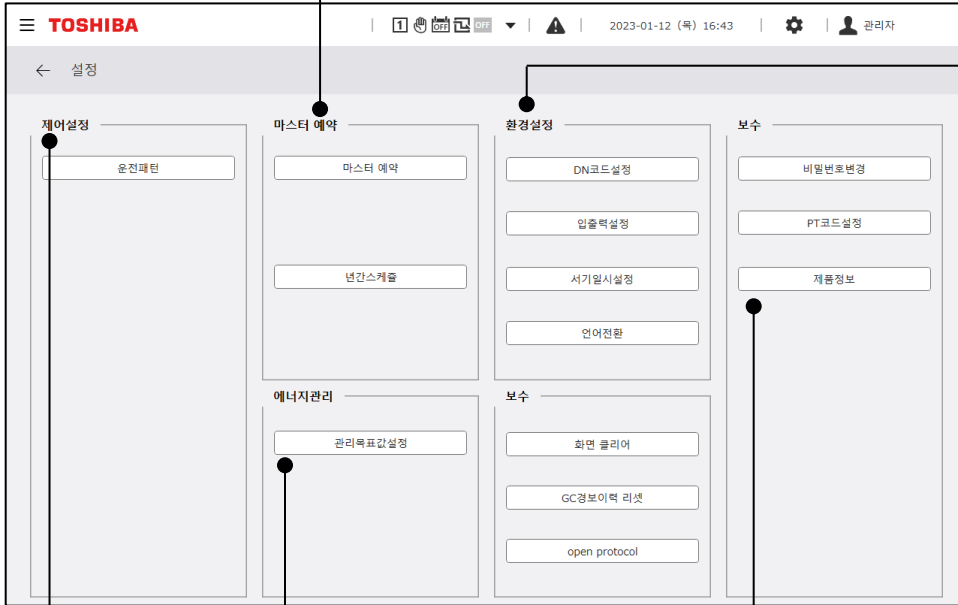 TOSHIBA
1 OFF OFF 2023-01-12 (목) 16:43 관리자
설정
제어설정
운전패턴
마스터 예약
마스터 예약
년간스케쥴
에너지관리
관리목표값설정
환경설정
DN코드설정
입출력설정
서기일시설정
언어전환
보수
화면 클리어
GC경보이력 리셋
open protocol
보수
비밀번호변경
PT코드설정
제품정보